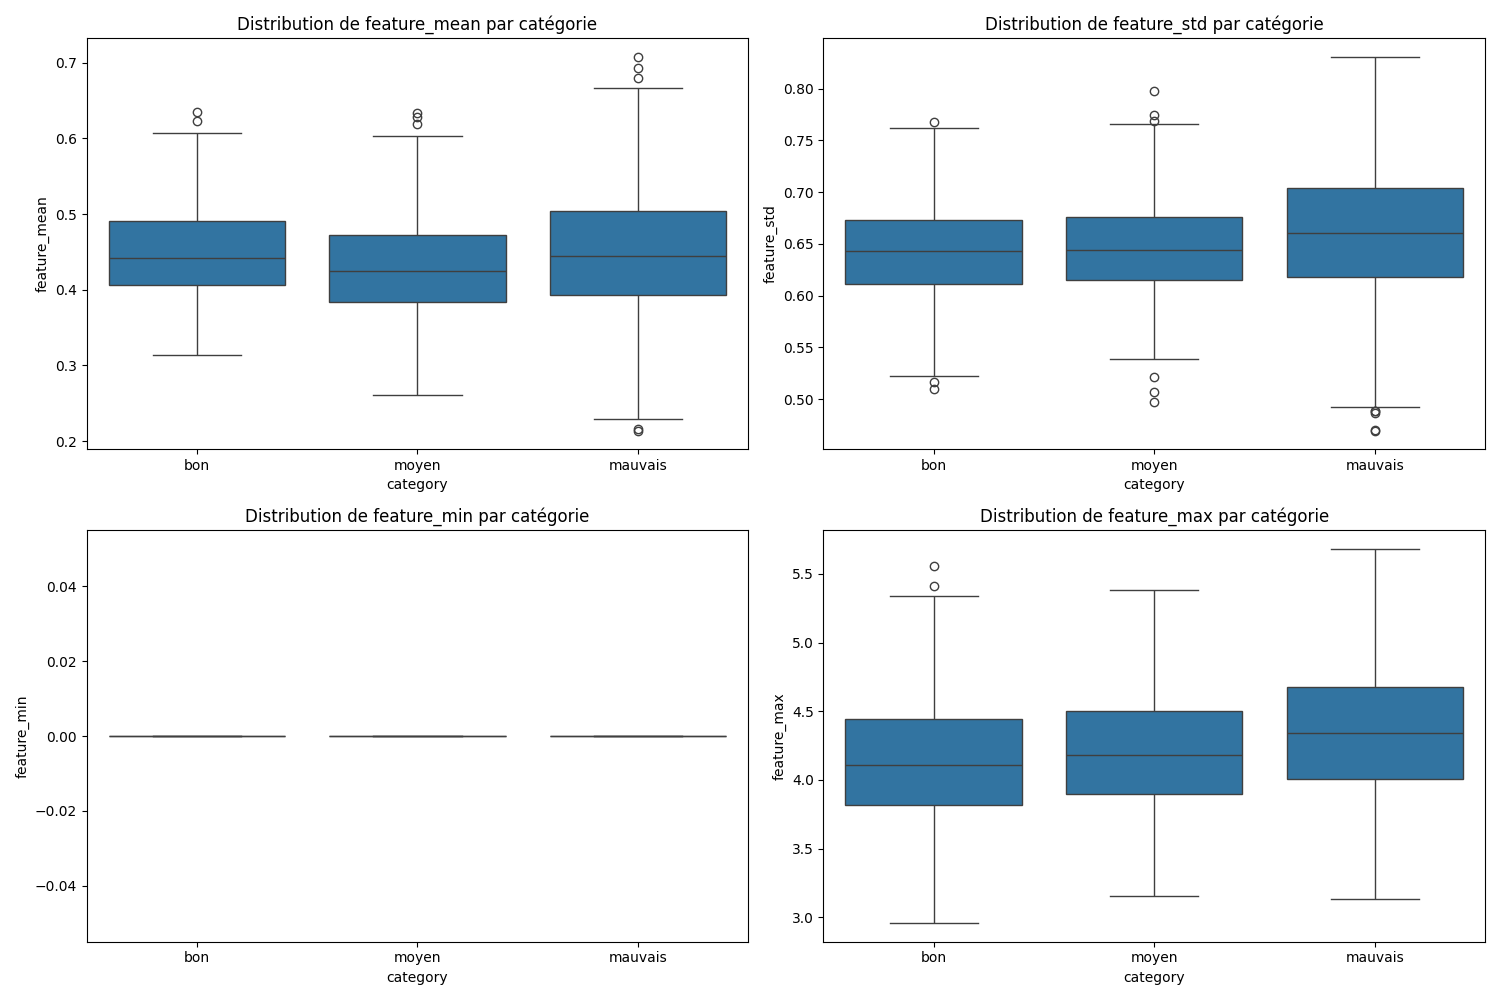 Distribution de feature_mean par catégorie
0.7
0.6
0.5
0.4
0.3
0.2
feature_mean
bon
moyen
mauvais
category
Distribution de feature_std par catégorie
0.80
0.75
0.70
0.65
0.60
0.55
0.50
feature_std
bon
moyen
mauvais
category
Distribution de feature_min par catégorie
0.04
0.02
0.00
−0.02
−0.04
feature_min
bon
moyen
mauvais
category
Distribution de feature_max par catégorie
5.5
5.0
4.5
4.0
3.5
3.0
feature_max
bon
moyen
mauvais
category